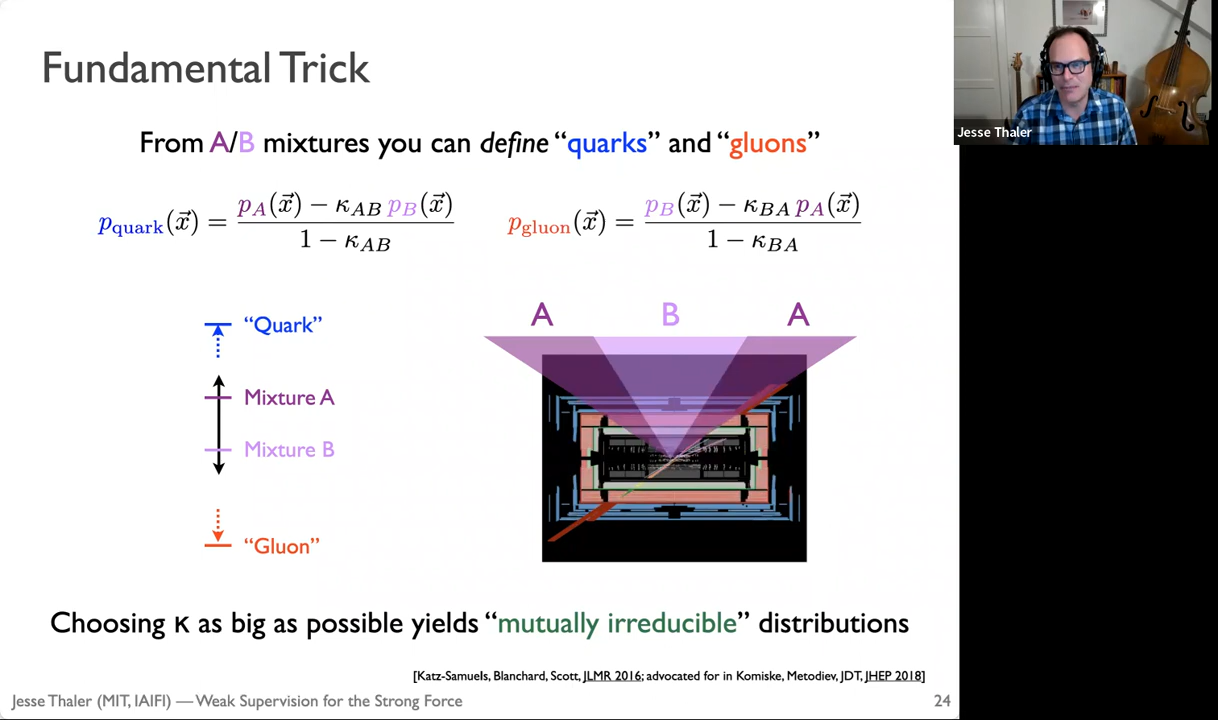 Fundamental Trick
Jesse Thaler
From A/B mixtures you can define “quarks” and “gluons”
p_quark(x⃗) = (p_A(x⃗) − κ_AB p_B(x⃗)) / (1 − κ_AB)
p_gluon(x⃗) = (p_B(x⃗) − κ_BA p_A(x⃗)) / (1 − κ_BA)
A B A
“Quark”
Mixture A
Mixture B
“Gluon”
Choosing κ as big as possible yields “mutually irreducible” distributions
[Katz-Samuels, Blanchard, Scott, JLMR 2016; advocated for in Komiske, Metodiev, JDT, JHEP 2018]
Jesse Thaler (MIT, IAIFI) — Weak Supervision for the Strong Force
24